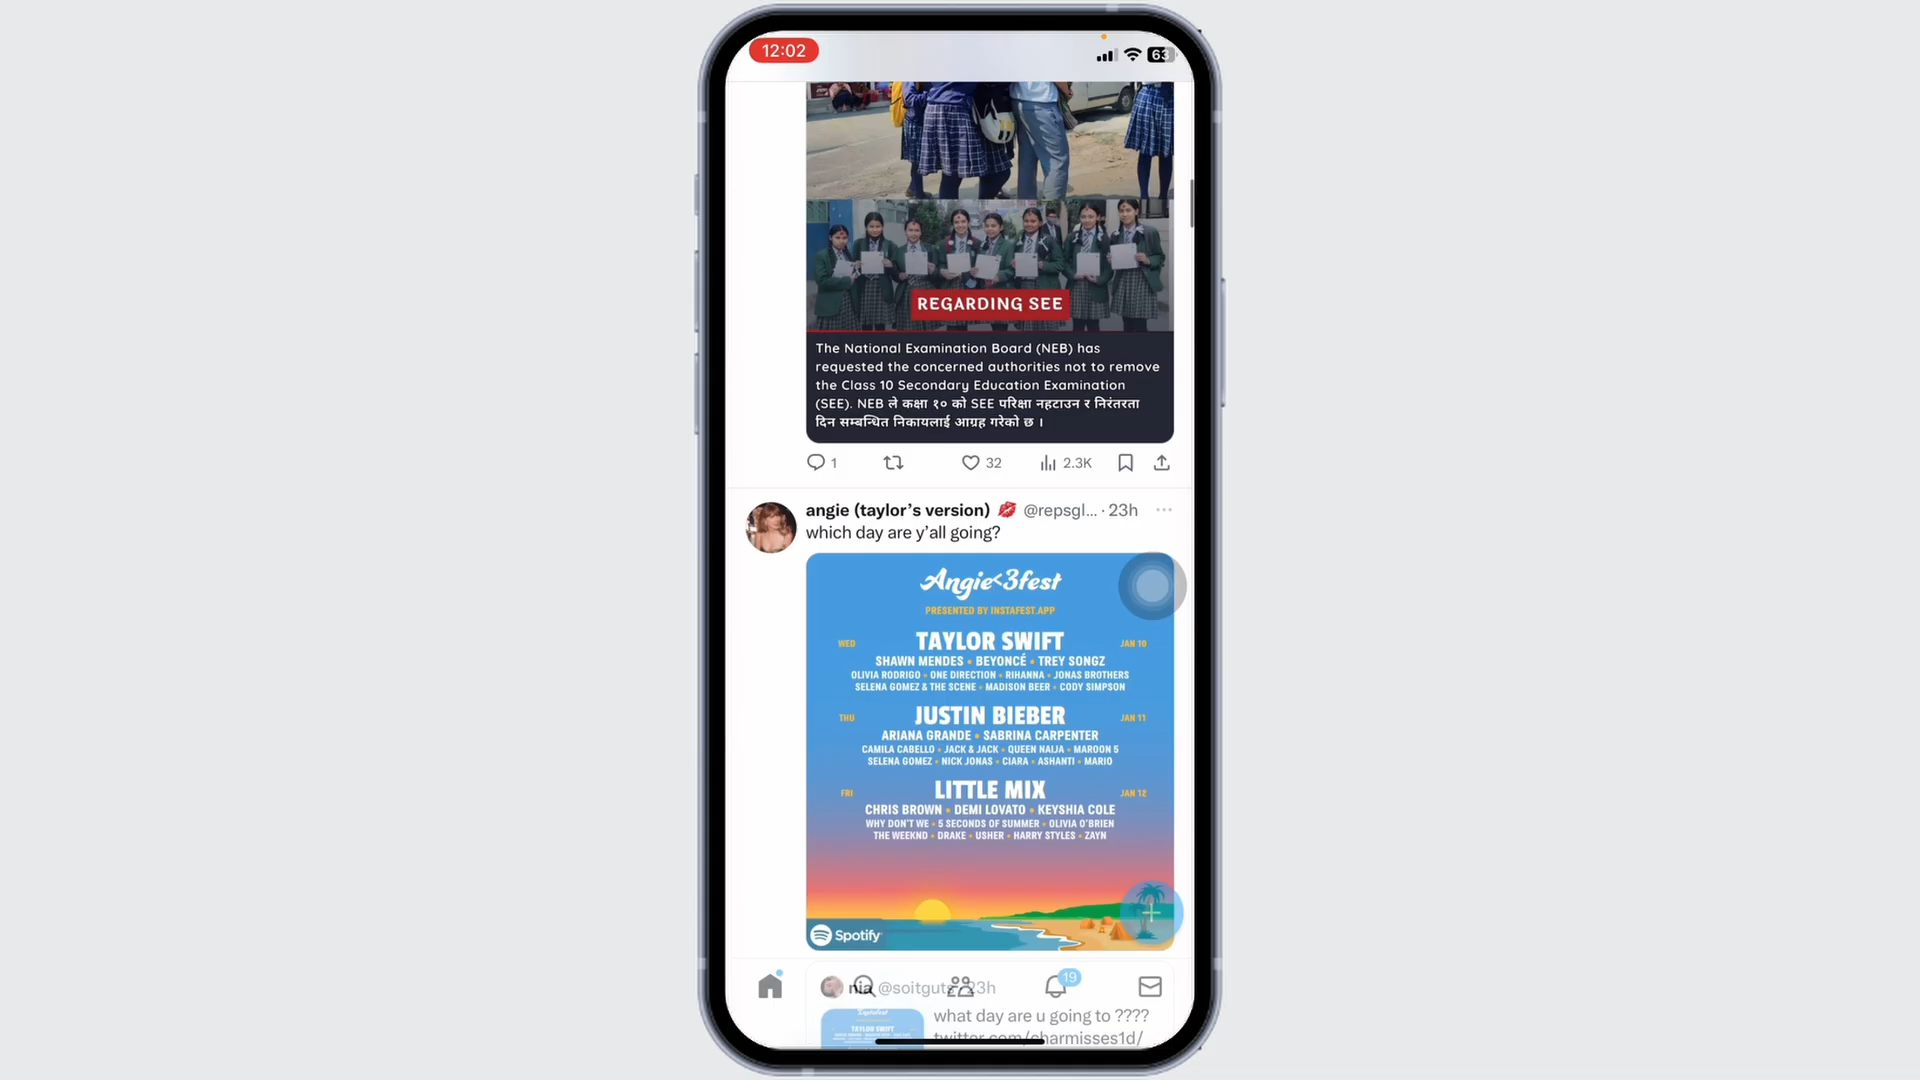 12:02
63
REGARDING SEE
The National Examination Board (NEB) has
requested the concerned authorities not to remove
the Class 10 Secondary Education Examination
(SEE). NEB ले कक्षा १० को SEE परिक्षा नहटाउन र निरंतरता
दिन सम्बन्धित निकायलाई आग्रह गरेको छ ।
1
32
2.3K
angie (taylor’s version) 💋 @repsgl... · 23h
which day are y’all going?
Angie<3fest
PRESENTED BY INSTAFEST.APP
WED TAYLOR SWIFT JAN 10
SHAWN MENDES • BEYONCÉ • TREY SONGZ
OLIVIA RODRIGO • ONE DIRECTION • RIHANNA • JONAS BROTHERS
SELENA GOMEZ & THE SCENE • MADISON BEER • CODY SIMPSON
THU JUSTIN BIEBER JAN 11
ARIANA GRANDE • SABRINA CARPENTER
CAMILA CABELLO • JACK & JACK • QUEEN NAIJA • MAROON 5
SELENA GOMEZ • NICK JONAS • CIARA • ASHANTI • MARIO
FRI LITTLE MIX JAN 12
CHRIS BROWN • DEMI LOVATO • KEYSHIA COLE
WHY DON'T WE • 5 SECONDS OF SUMMER • OLIVIA O'BRIEN
THE WEEKND • DRAKE • USHER • HARRY STYLES • ZAYN
Spotify
19
nia @soitgut 23h
what day are u going to ????
TAYLOR SWIFT
twitter.com/charmisses1d/